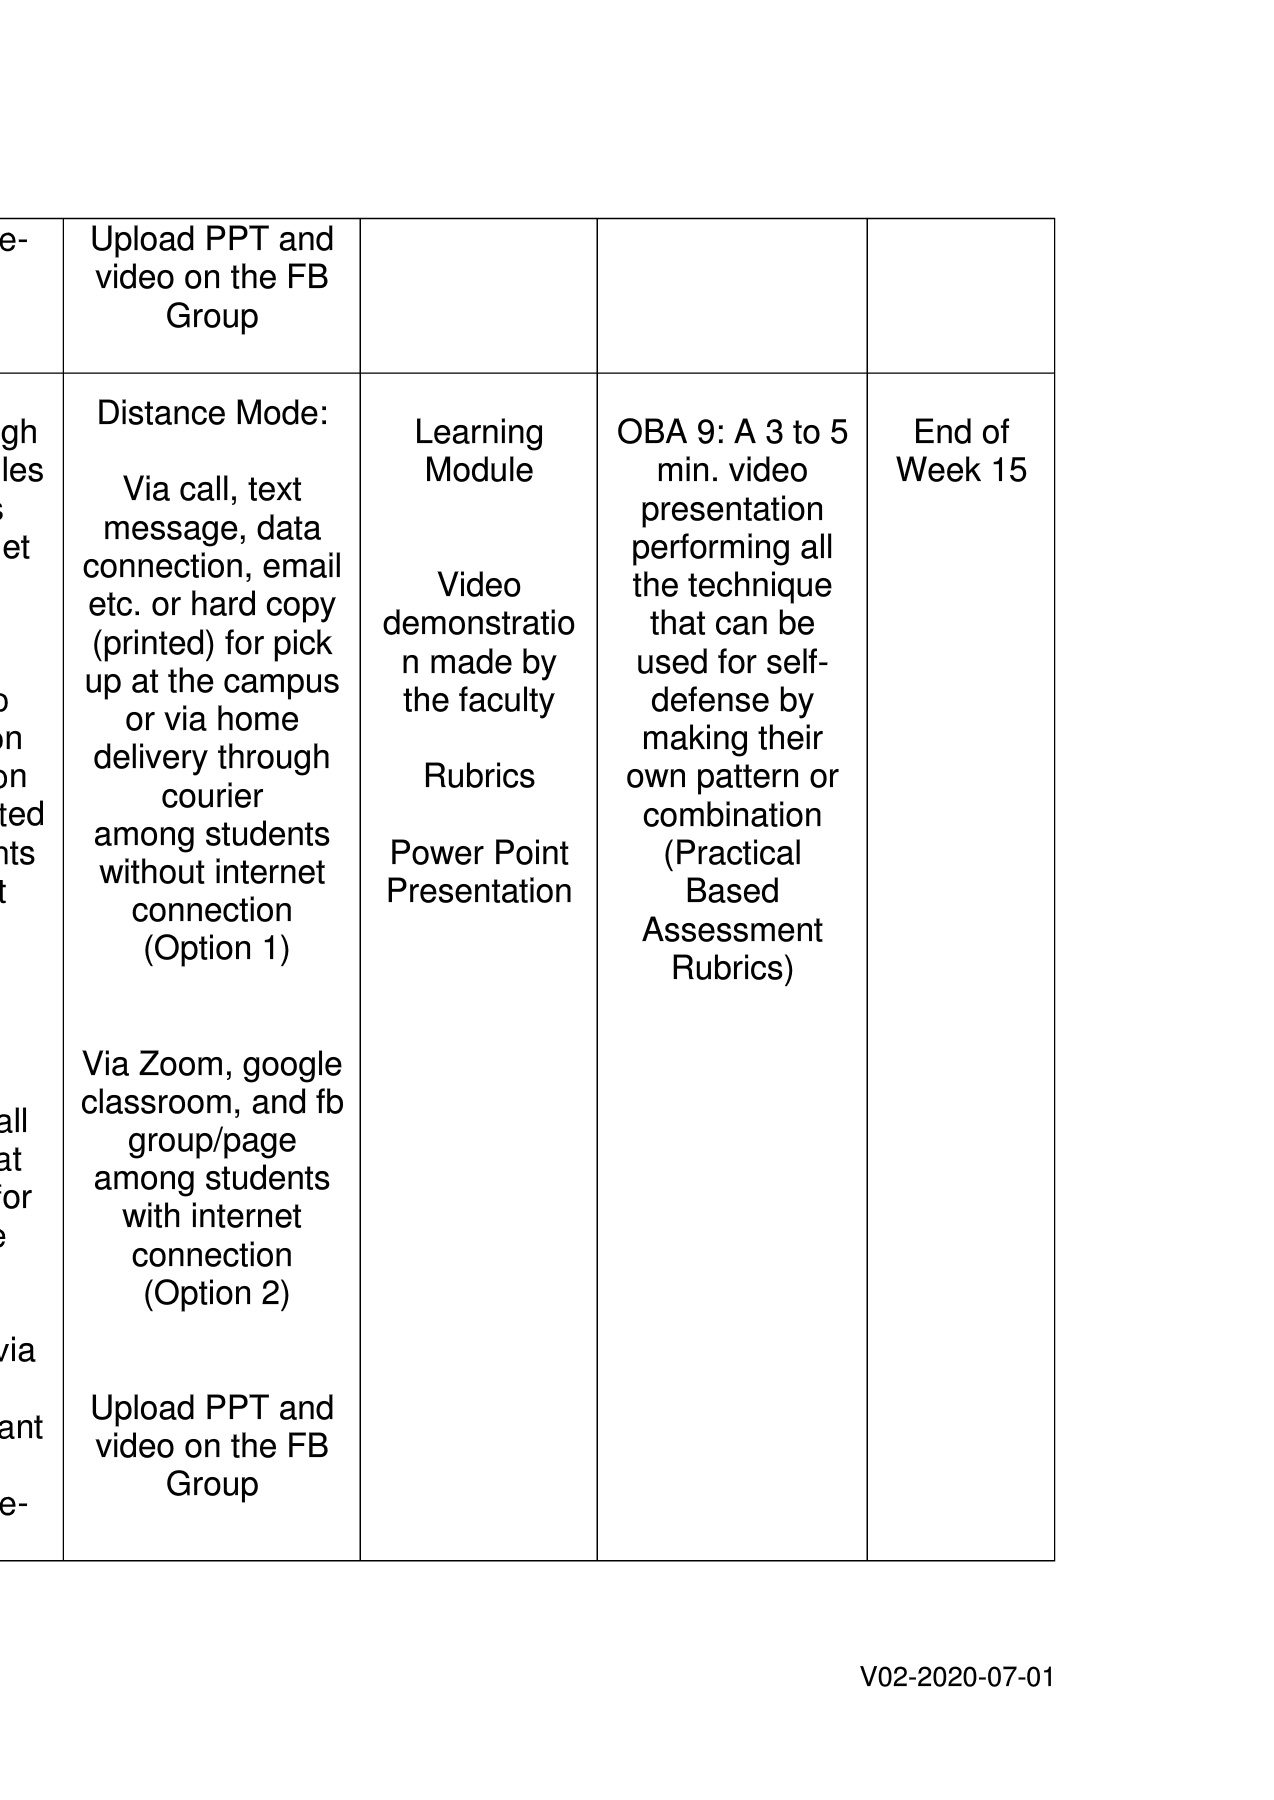 e-
Upload PPT and
video on the FB
Group
gh
les
s
et
o
on
on
ted
nts
t
all
at
for
e
via
ant
e-
Distance Mode:
Via call, text
message, data
connection, email
etc. or hard copy
(printed) for pick
up at the campus
or via home
delivery through
courier
among students
without internet
connection
(Option 1)
Via Zoom, google
classroom, and fb
group/page
among students
with internet
connection
(Option 2)
Upload PPT and
video on the FB
Group
Learning
Module
Video
demonstratio
n made by
the faculty
Rubrics
Power Point
Presentation
OBA 9: A 3 to 5
min. video
presentation
performing all
the technique
that can be
used for self-
defense by
making their
own pattern or
combination
(Practical
Based
Assessment
Rubrics)
End of
Week 15
V02-2020-07-01